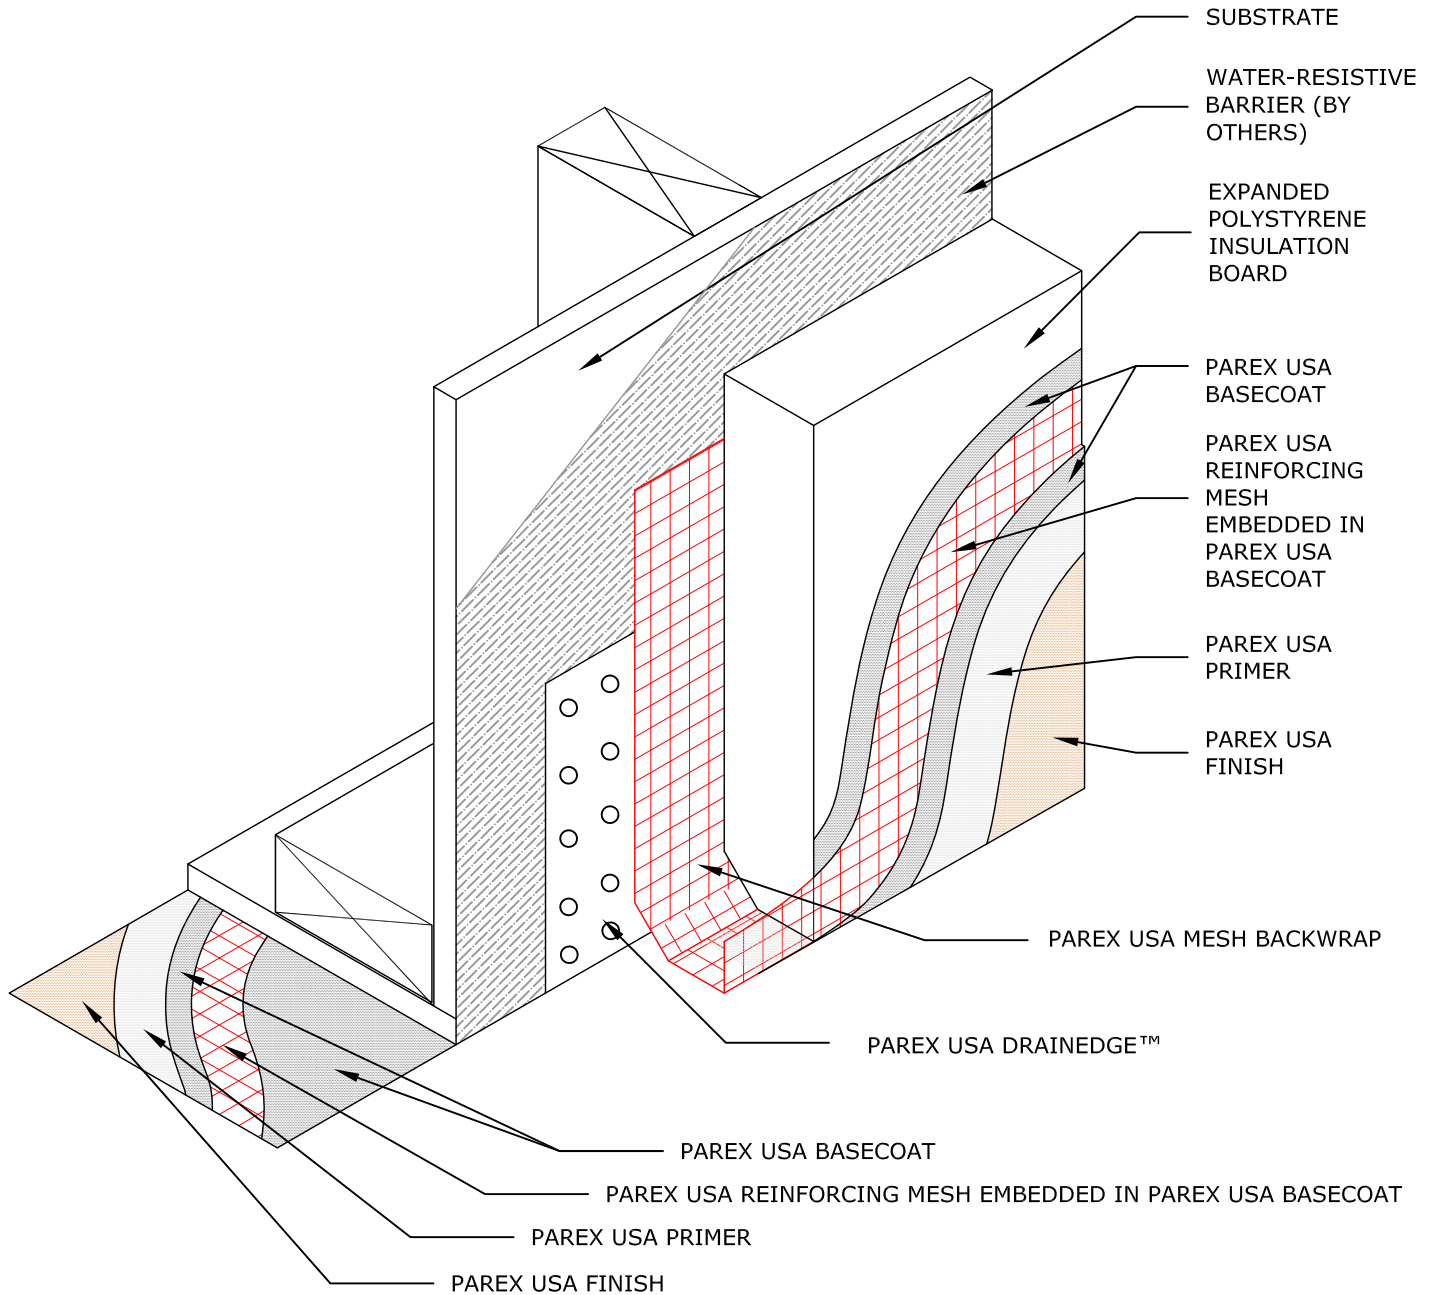 SUBSTRATE
WATER-RESISTIVE
BARRIER (BY
OTHERS)
EXPANDED
POLYSTYRENE
INSULATION
BOARD
PAREX USA
BASECOAT
PAREX USA
REINFORCING
MESH
EMBEDDED IN
PAREX USA
BASECOAT
PAREX USA
PRIMER
PAREX USA
FINISH
PAREX USA MESH BACKWRAP
PAREX USA DRAINEDGE™
PAREX USA BASECOAT
PAREX USA REINFORCING MESH EMBEDDED IN PAREX USA BASECOAT
PAREX USA PRIMER
PAREX USA FINISH